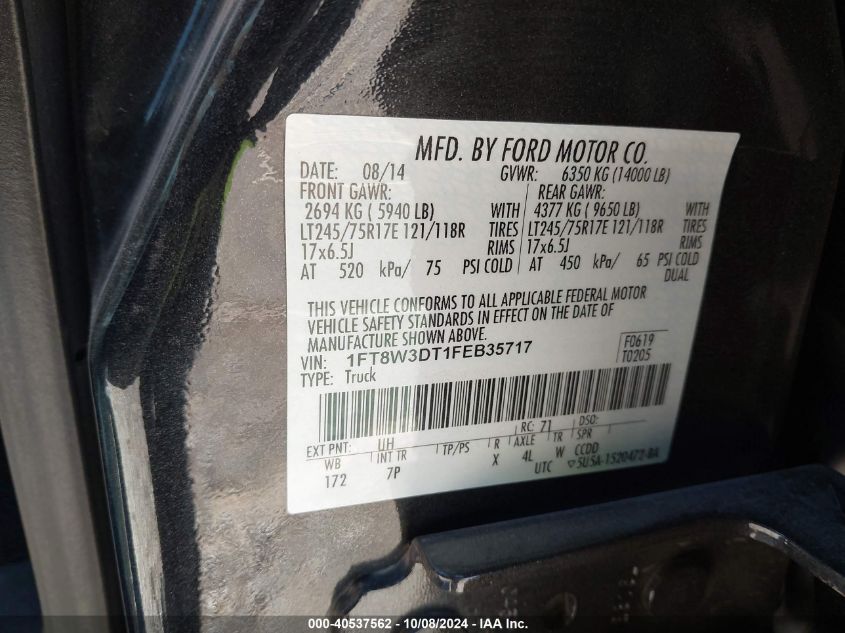 MFD. BY FORD MOTOR CO.
DATE: 08/14 GVWR: 6350 KG (14000 LB)
FRONT GAWR: REAR GAWR:
2694 KG ( 5940 LB) WITH 4377 KG ( 9650 LB) WITH
LT245/75R17E 121/118R TIRES LT245/75R17E 121/118R TIRES
17x6.5J RIMS 17x6.5J RIMS
AT 520 kPa/ 75 PSI COLD AT 450 kPa/ 65 PSI COLD
DUAL
THIS VEHICLE CONFORMS TO ALL APPLICABLE FEDERAL MOTOR
VEHICLE SAFETY STANDARDS IN EFFECT ON THE DATE OF
MANUFACTURE SHOWN ABOVE.
VIN: 1FT8W3DT1FEB35717 F0619
TYPE: Truck T0205
EXT PNT: UH RC: 71 DSO:
WB INT TR TP/PS R AXLE TR SPR
172 7P X 4L W CCDD
UTC ▽5U5A-1520472-BA
000-40537562 - 10/08/2024 - IAAI.com